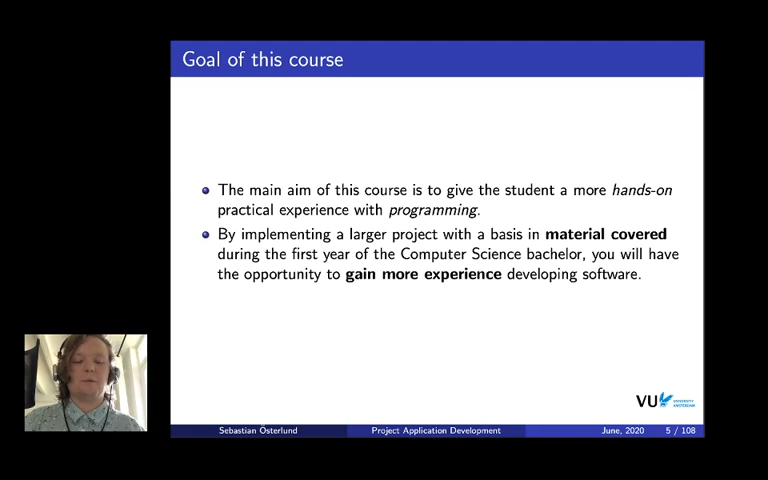 Goal of this course
The main aim of this course is to give the student a more hands-on
practical experience with programming.
By implementing a larger project with a basis in material covered
during the first year of the Computer Science bachelor, you will have
the opportunity to gain more experience developing software.
VU UNIVERSITY AMSTERDAM
Sebastian Österlund Project Application Development June, 2020 5 / 108